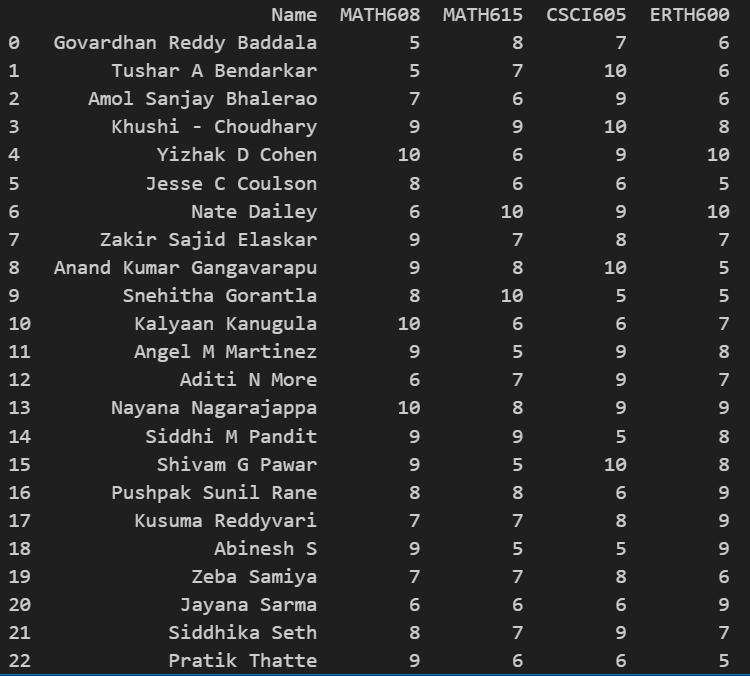 Name MATH608 MATH615 CSCI605 ERTH600
0 Govardhan Reddy Baddala 5 8 7 6
1 Tushar A Bendarkar 5 7 10 6
2 Amol Sanjay Bhalerao 7 6 9 6
3 Khushi - Choudhary 9 9 10 8
4 Yizhak D Cohen 10 6 9 10
5 Jesse C Coulson 8 6 6 5
6 Nate Dailey 6 10 9 10
7 Zakir Sajid Elaskar 9 7 8 7
8 Anand Kumar Gangavarapu 9 8 10 5
9 Snehitha Gorantla 8 10 5 5
10 Kalyaan Kanugula 10 6 6 7
11 Angel M Martinez 9 5 9 8
12 Aditi N More 6 7 9 7
13 Nayana Nagarajappa 10 8 9 9
14 Siddhi M Pandit 9 9 5 8
15 Shivam G Pawar 9 5 10 8
16 Pushpak Sunil Rane 8 8 6 9
17 Kusuma Reddyvari 7 7 8 9
18 Abinesh S 9 5 5 9
19 Zeba Samiya 7 7 8 6
20 Jayana Sarma 6 6 6 9
21 Siddhika Seth 8 7 9 7
22 Pratik Thatte 9 6 6 5